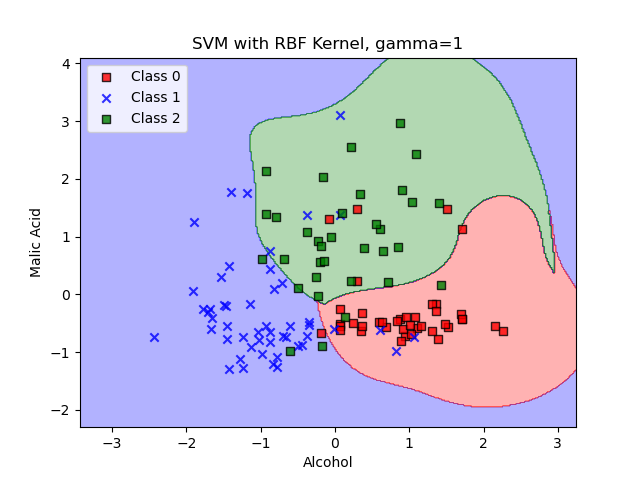 SVM with RBF Kernel, gamma=1
Class 0
Class 1
Class 2
4
3
2
1
0
−1
−2
Malic Acid
−3 −2 −1 0 1 2 3
Alcohol